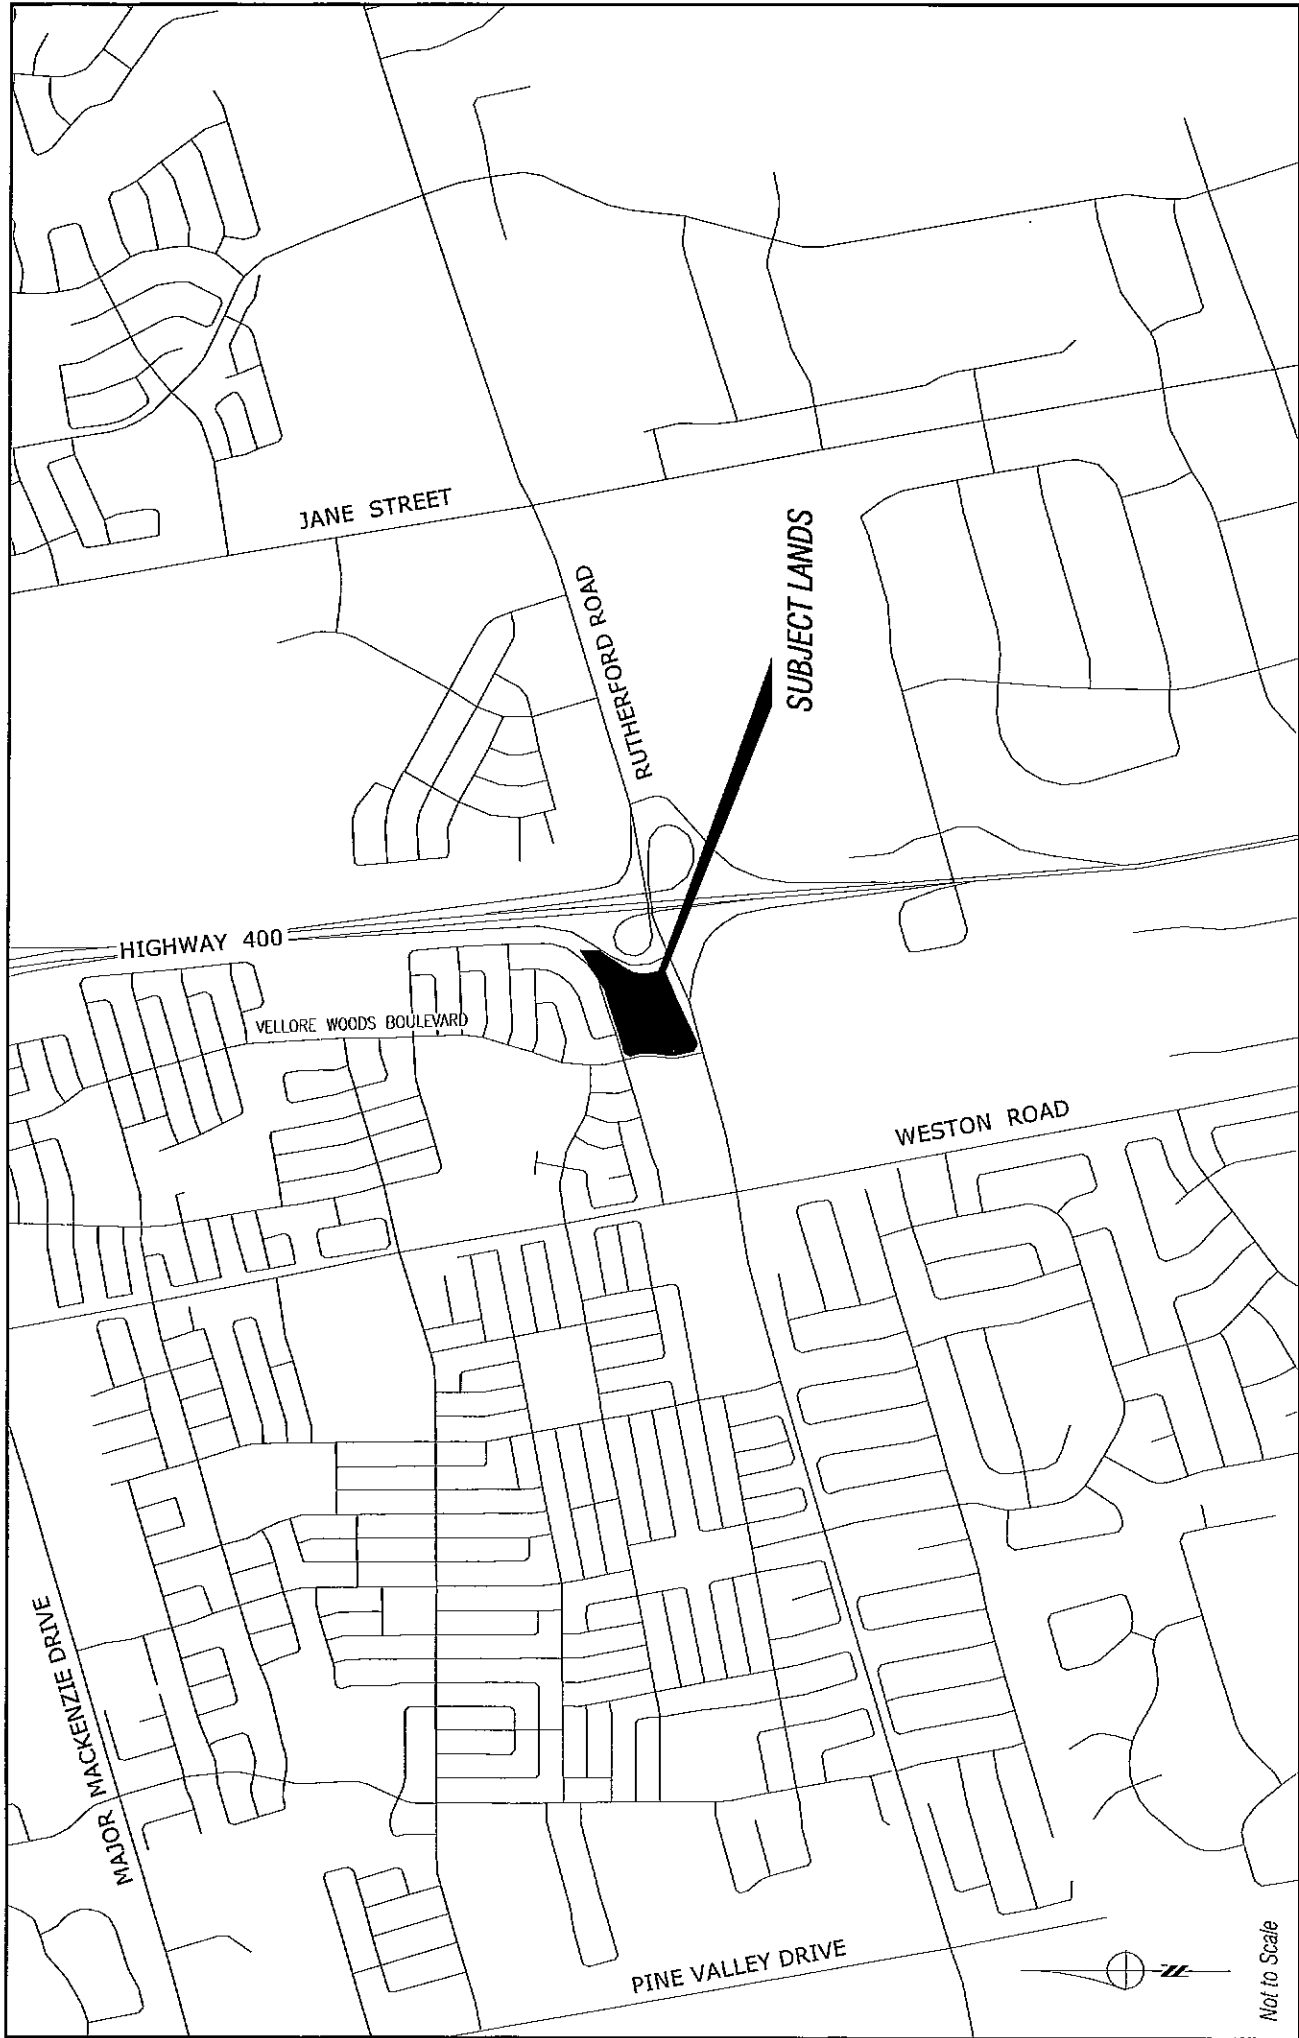 JANE STREET
RUTHERFORD ROAD
SUBJECT LANDS
HIGHWAY 400
VELLORE WOODS BOULEVARD
WESTON ROAD
MAJOR MACKENZIE DRIVE
PINE VALLEY DRIVE
N
Not to Scale